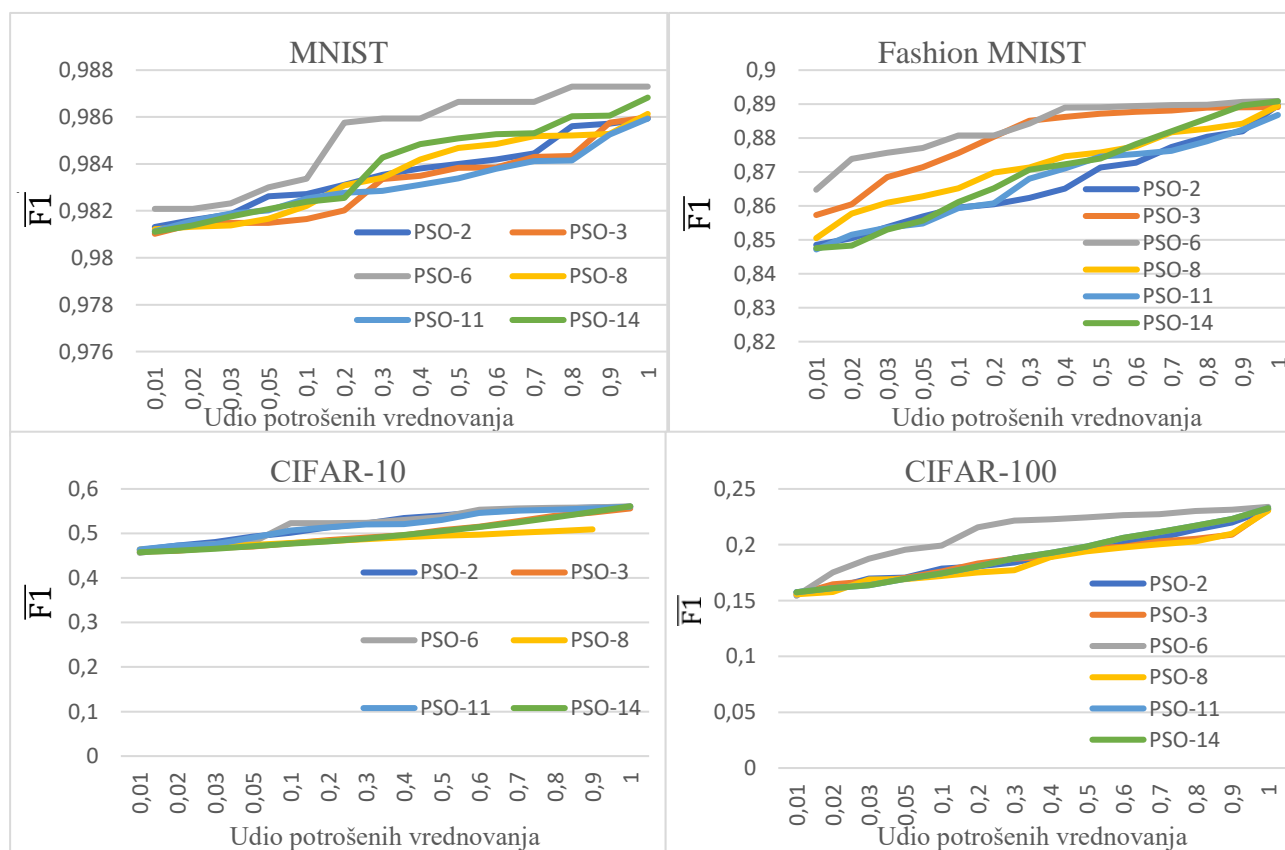 MNIST
0,988
0,986
0,984
0,982
0,98
0,978
0,976
F1
PSO-2
PSO-3
PSO-6
PSO-8
PSO-11
PSO-14
0,01
0,02
0,03
0,05
0,1
0,2
0,3
0,4
0,5
0,6
0,7
0,8
0,9
1
Udio potrošenih vrednovanja
Fashion MNIST
0,9
0,89
0,88
0,87
0,86
0,85
0,84
0,83
0,82
F1
PSO-2
PSO-3
PSO-6
PSO-8
PSO-11
PSO-14
0,01
0,02
0,03
0,05
0,1
0,2
0,3
0,4
0,5
0,6
0,7
0,8
0,9
1
Udio potrošenih vrednovanja
CIFAR-10
0,6
0,5
0,4
0,3
0,2
0,1
0
F1
PSO-2
PSO-3
PSO-6
PSO-8
PSO-11
PSO-14
0,01
0,02
0,03
0,05
0,1
0,2
0,3
0,4
0,5
0,6
0,7
0,8
0,9
1
Udio potrošenih vrednovanja
CIFAR-100
0,25
0,2
0,15
0,1
0,05
0
F1
PSO-2
PSO-3
PSO-6
PSO-8
PSO-11
PSO-14
0,01
0,02
0,03
0,05
0,1
0,2
0,3
0,4
0,5
0,6
0,7
0,8
0,9
1
Udio potrošenih vrednovanja